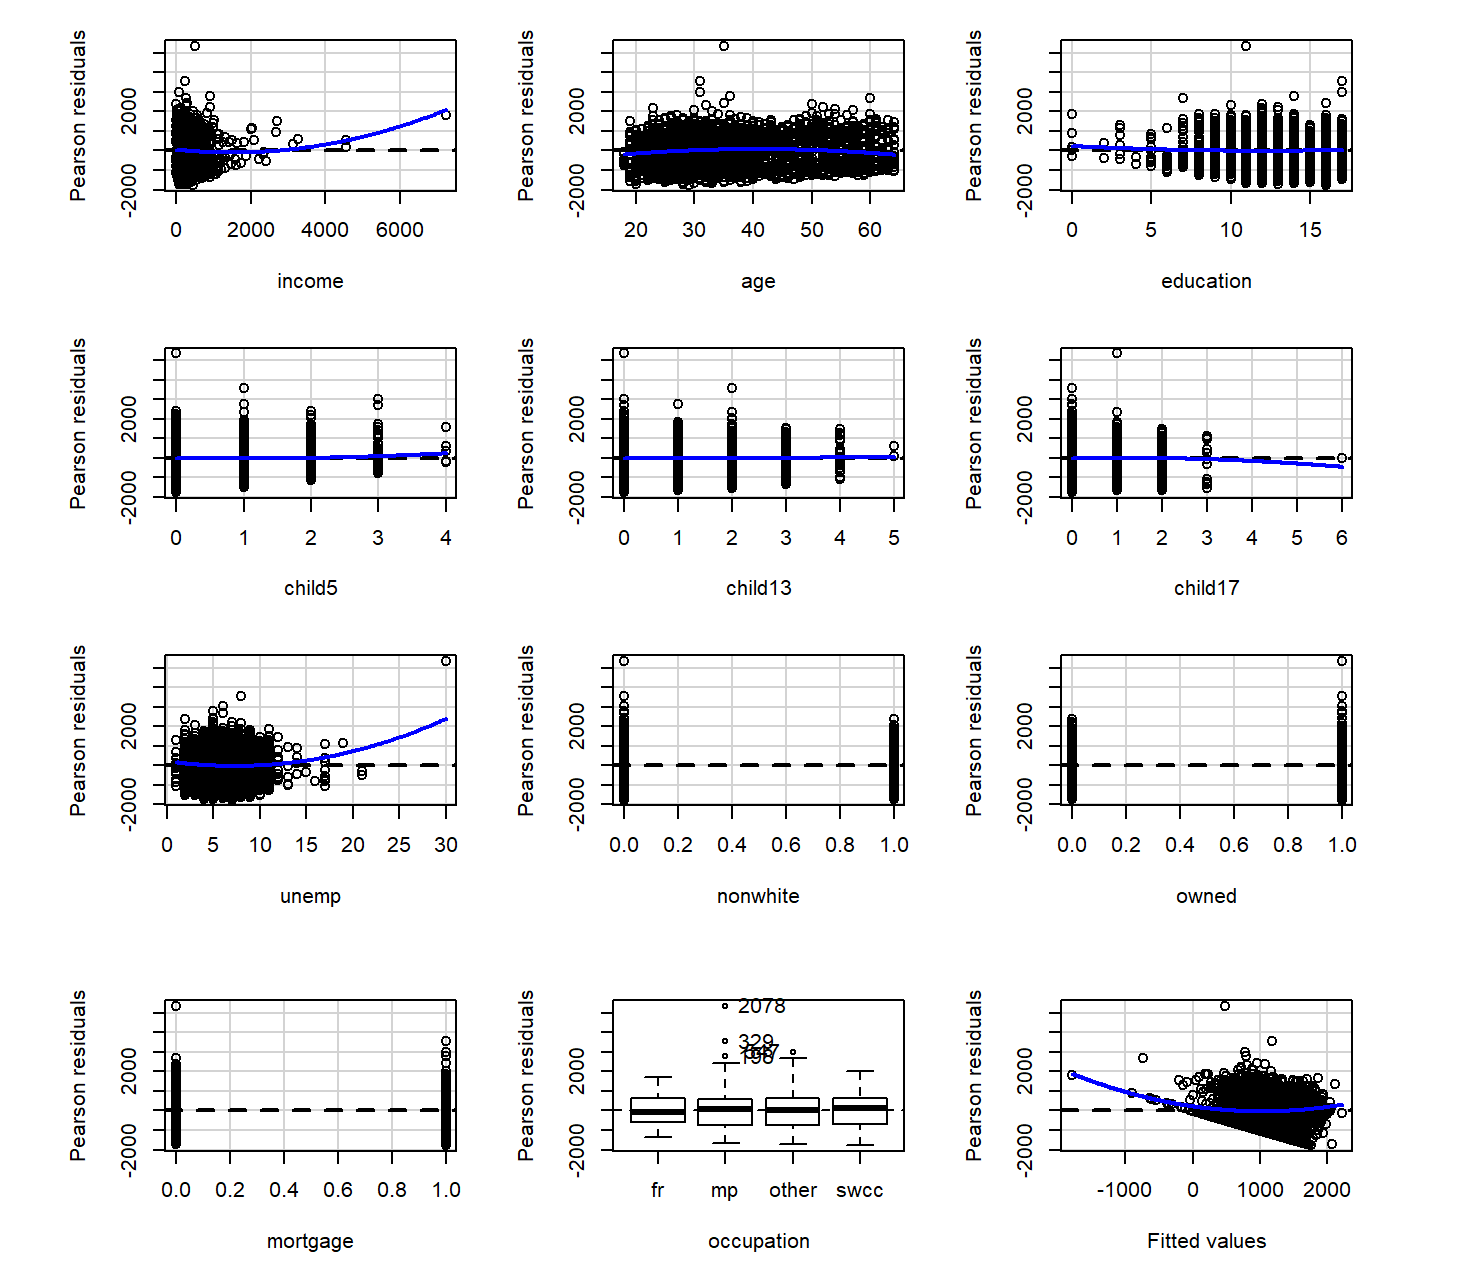 Pearson residuals
2000
-2000
0 2000 4000 6000
income
Pearson residuals
2000
-2000
20 30 40 50 60
age
Pearson residuals
2000
-2000
0 5 10 15
education
Pearson residuals
2000
-2000
0 1 2 3 4
child5
Pearson residuals
2000
-2000
0 1 2 3 4 5
child13
Pearson residuals
2000
-2000
0 1 2 3 4 5 6
child17
Pearson residuals
2000
-2000
0 5 10 15 20 25 30
unemp
Pearson residuals
2000
-2000
0.0 0.2 0.4 0.6 0.8 1.0
nonwhite
Pearson residuals
2000
-2000
0.0 0.2 0.4 0.6 0.8 1.0
owned
Pearson residuals
2000
-2000
0.0 0.2 0.4 0.6 0.8 1.0
mortgage
Pearson residuals
2000
-2000
2078
329
198
fr mp other swcc
occupation
Pearson residuals
2000
-2000
-1000 0 1000 2000
Fitted values